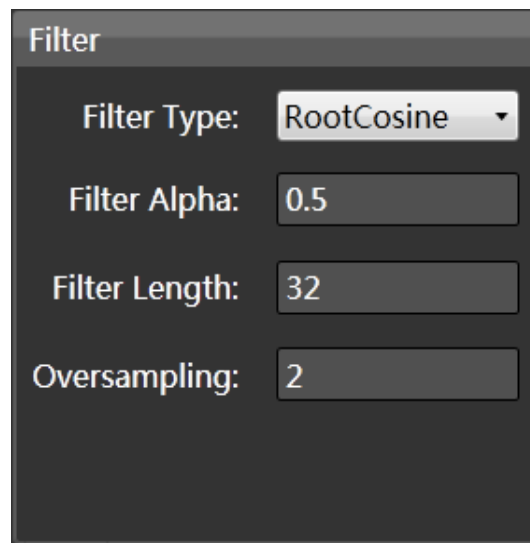 Filter
Filter Type: RootCosine
Filter Alpha: 0.5
Filter Length: 32
Oversampling: 2